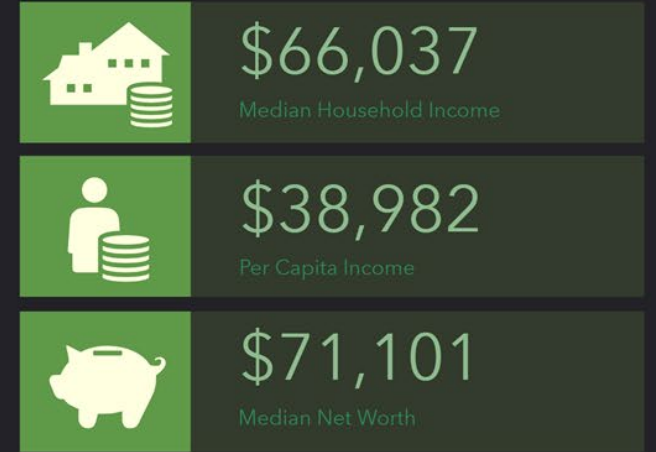 $66,037
Median Household Income
$38,982
Per Capita Income
$71,101
Median Net Worth